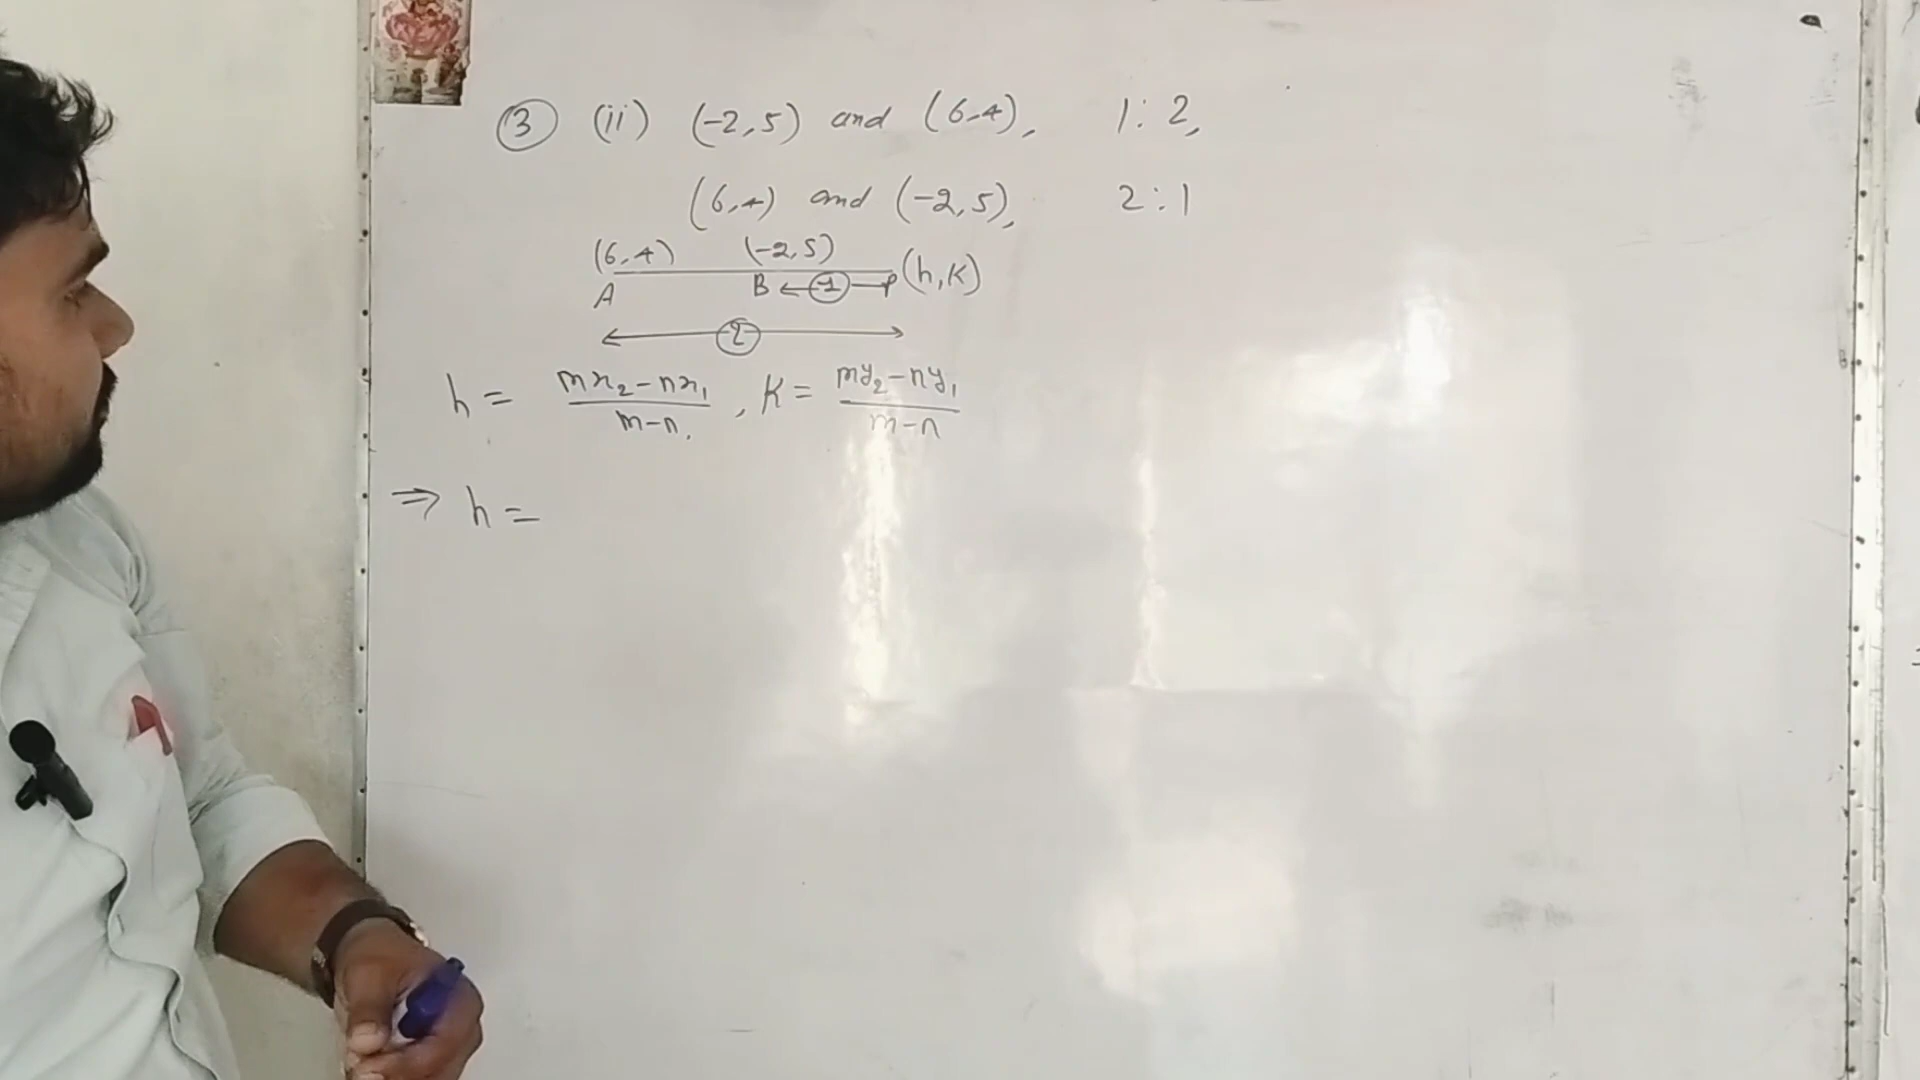 ③ (ii) (-2,5) and (6,4), 1:2,
(6,4) and (-2,5), 2:1
(6,4) (-2,5)
A B ← ① → P (h,k)
②
h = mx₂-nx₁/m-n, k = my₂-ny₁/m-n
⇒ h =